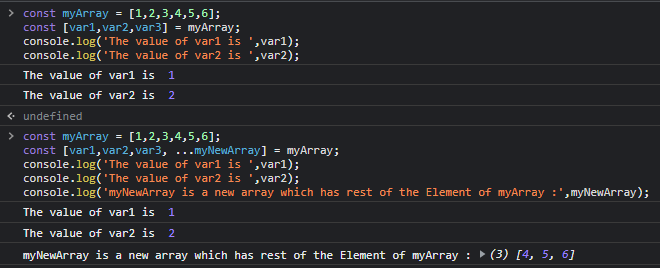 const myArray = [1,2,3,4,5,6];
const [var1,var2,var3] = myArray;
console.log('The value of var1 is ',var1);
console.log('The value of var2 is ',var2);
The value of var1 is  1
The value of var2 is  2
undefined
const myArray = [1,2,3,4,5,6];
const [var1,var2,var3, ...myNewArray] = myArray;
console.log('The value of var1 is ',var1);
console.log('The value of var2 is ',var2);
console.log('myNewArray is a new array which has rest of the Element of myArray :',myNewArray);
The value of var1 is  1
The value of var2 is  2
myNewArray is a new array which has rest of the Element of myArray : (3) [4, 5, 6]